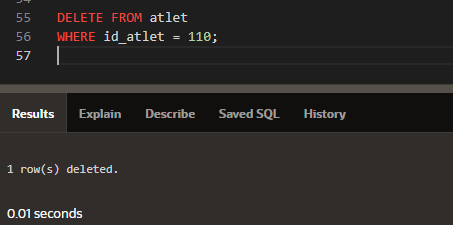 55 DELETE FROM atlet
56 WHERE id_atlet = 110;
57
Results Explain Describe Saved SQL History
1 row(s) deleted.
0.01 seconds